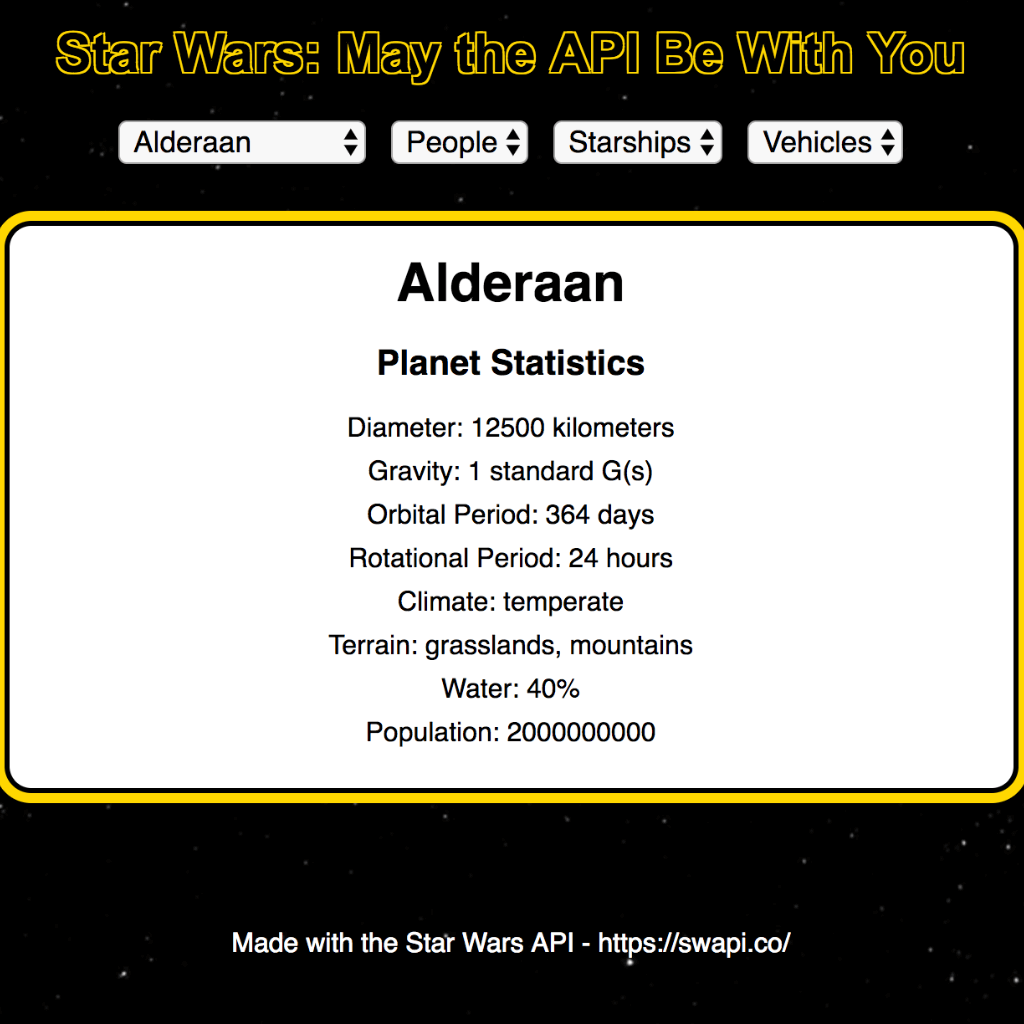 Star Wars: May the API Be With You
Alderaan People Starships Vehicles
Alderaan
Planet Statistics
Diameter: 12500 kilometers
Gravity: 1 standard G(s)
Orbital Period: 364 days
Rotational Period: 24 hours
Climate: temperate
Terrain: grasslands, mountains
Water: 40%
Population: 2000000000
Made with the Star Wars API - https://swapi.co/